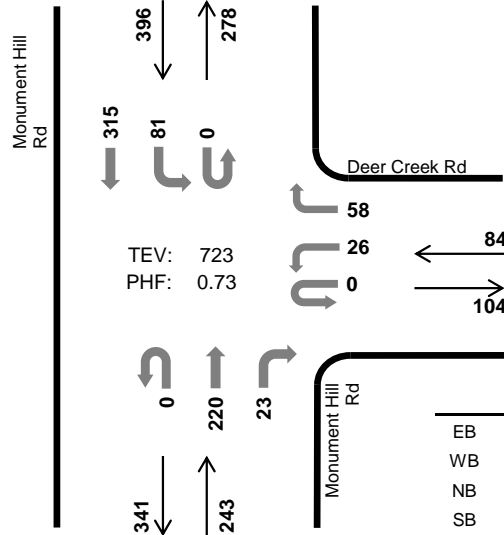 396
278
Monument Hill
Rd
315
81
0
Deer Creek Rd
58
26
0
84
104
TEV: 723
PHF: 0.73
0
220
23
Monument Hill
Rd
341
243
EB
WB
NB
SB